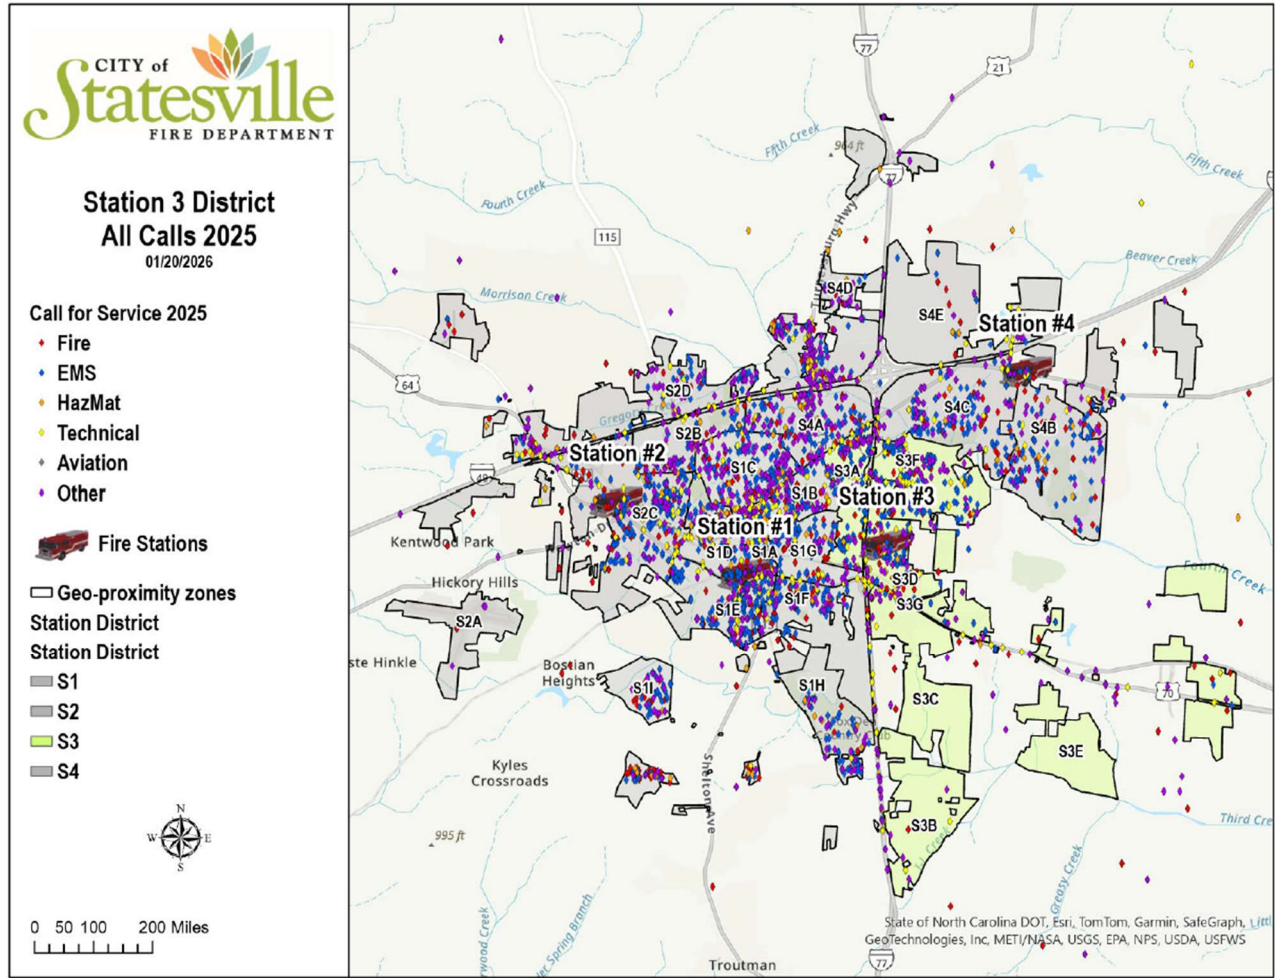 CITY of
Statesville
FIRE DEPARTMENT
Station 3 District
All Calls 2025
01/20/2026
Call for Service 2025
Fire
EMS
HazMat
Technical
Aviation
Other
Fire Stations
Geo-proximity zones
Station District
Station District
S1
S2
S3
S4
N
W E
S
0 50 100 200 Miles
77
21
Fifth Creek
964 ft
Fifth Creek
77
Fourth Creek
115
Beaver Creek
Morrison Creek
S4D
S4E
Station #4
64
S2D
S4C
S4A
S4B
S2B
Station #2
S1C
S3A
S3F
S1B
Station #3
S2C
Station #1
Kentwood Park
S1D
S1A
S1G
Fourth Creek
Hickory Hills
S3D
S1F
S3G
S1E
S2A
ste Hinkle
Bostian
Heights
S1I
S1H
70
S3C
S3E
Kyles
Crossroads
Shelton Ave
S3B
Third Cre
995 ft
Greasy Creek
State of North Carolina DOT, Esri, TomTom, Garmin, SafeGraph,
GeoTechnologies, Inc, METI/NASA, USGS, EPA, NPS, USDA, USFWS
Littl
rwood Creek
er Spring Branch
77
Troutman